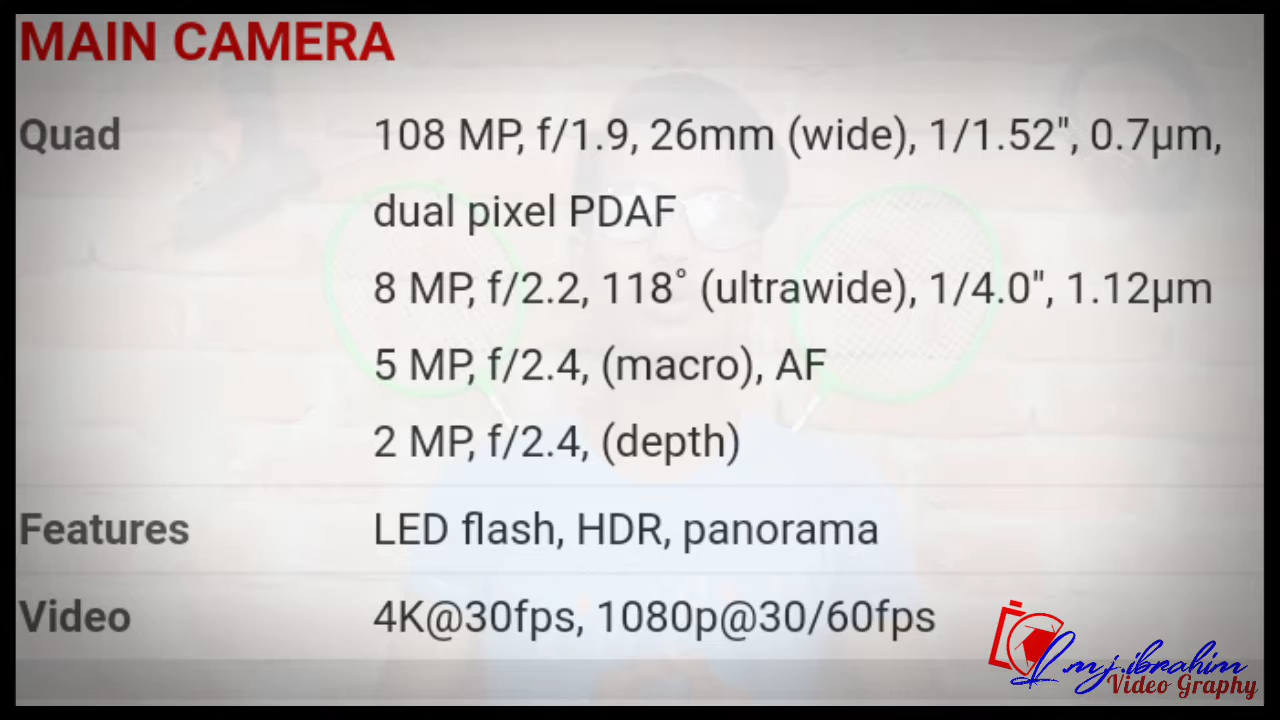 MAIN CAMERA
Quad 108 MP, f/1.9, 26mm (wide), 1/1.52", 0.7µm,
dual pixel PDAF
8 MP, f/2.2, 118˚ (ultrawide), 1/4.0", 1.12µm
5 MP, f/2.4, (macro), AF
2 MP, f/2.4, (depth)
Features LED flash, HDR, panorama
Video 4K@30fps, 1080p@30/60fps
mj.ibrahim
Video Graphy